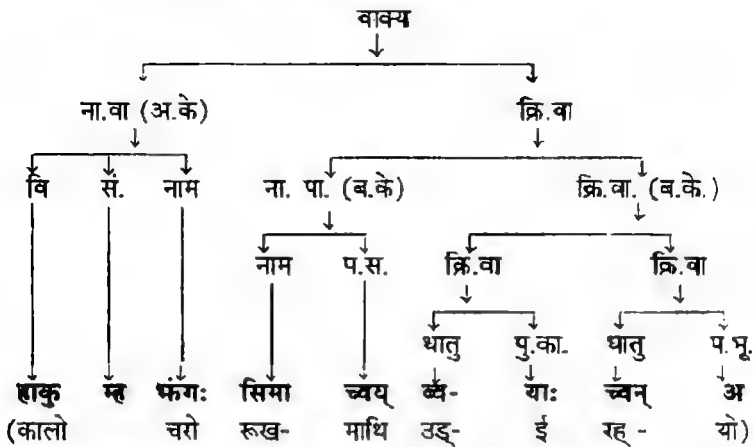 वाक्य
ना.वा (अ.के) क्रि.वा
वि सं. नाम ना. पा. (ब.के) क्रि.वा. (ब.के.)
नाम प.स. क्रि.वा क्रि.वा
धातु पु.का. धातु प.भू.
हाकु म्ह झंगः सिमा च्वय् ब्व- याः च्वन् अ
(कालो चरो रूख- माथि उड्- ई रह - यो)